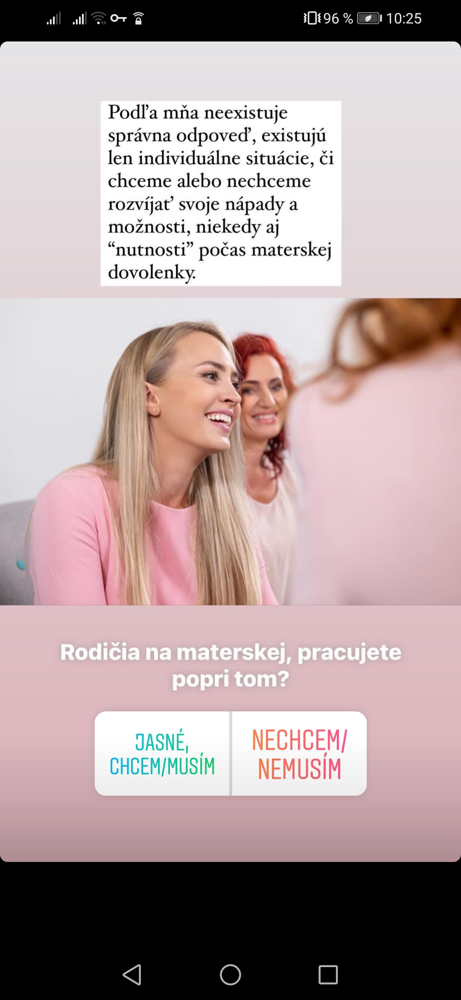 96 % 10:25
Podľa mňa neexistuje
správna odpoveď, existujú
len individuálne situácie, či
chceme alebo nechceme
rozvíjať svoje nápady a
možnosti, niekedy aj
“nutnosti” počas materskej
dovolenky.
Rodičia na materskej, pracujete
popri tom?
JASNÉ,
CHCEM/MUSÍM
NECHCEM/
NEMUSÍM